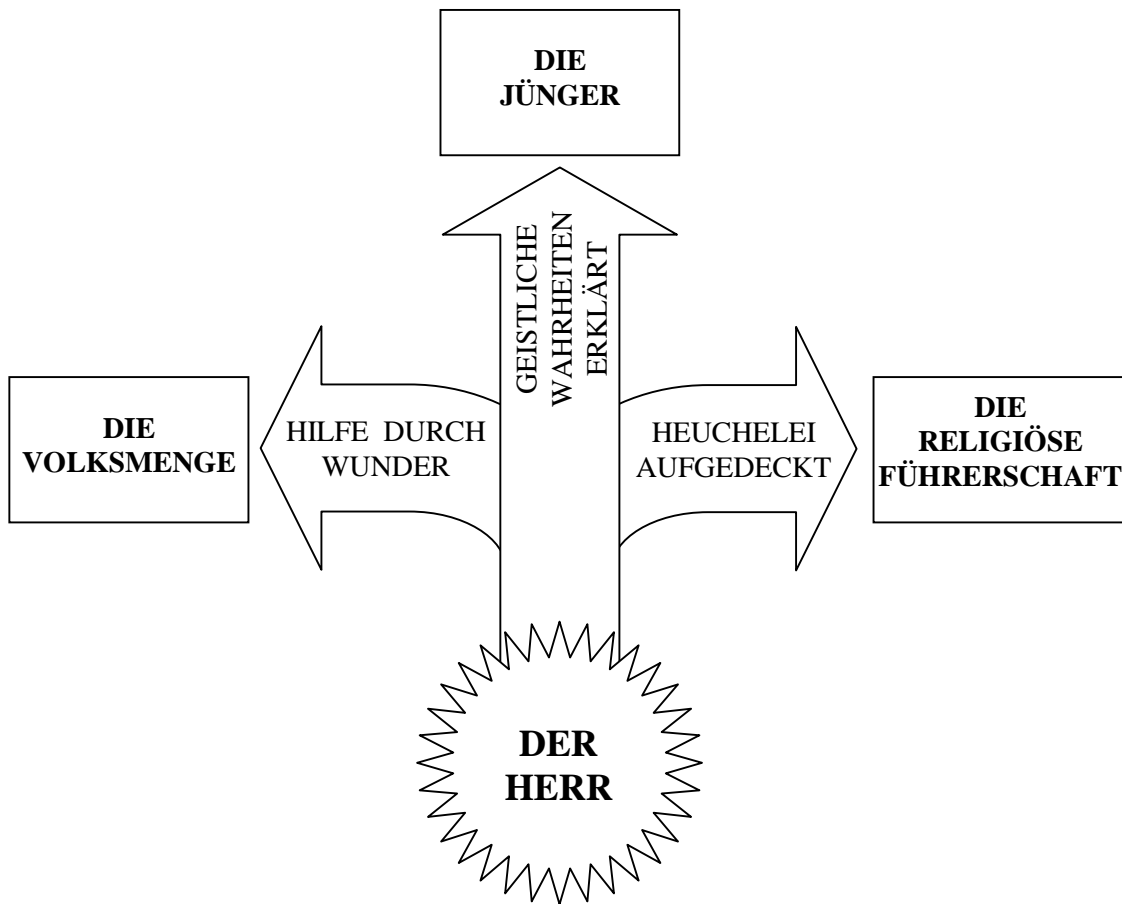 DIE
JÜNGER
GEISTLICHE
WAHRHEITEN
ERKLÄRT
DIE
VOLKSMENGE
HILFE DURCH
WUNDER
HEUCHELEI
AUFGEDECKT
DIE
RELIGIÖSE
FÜHRERSCHAFT
DER
HERR